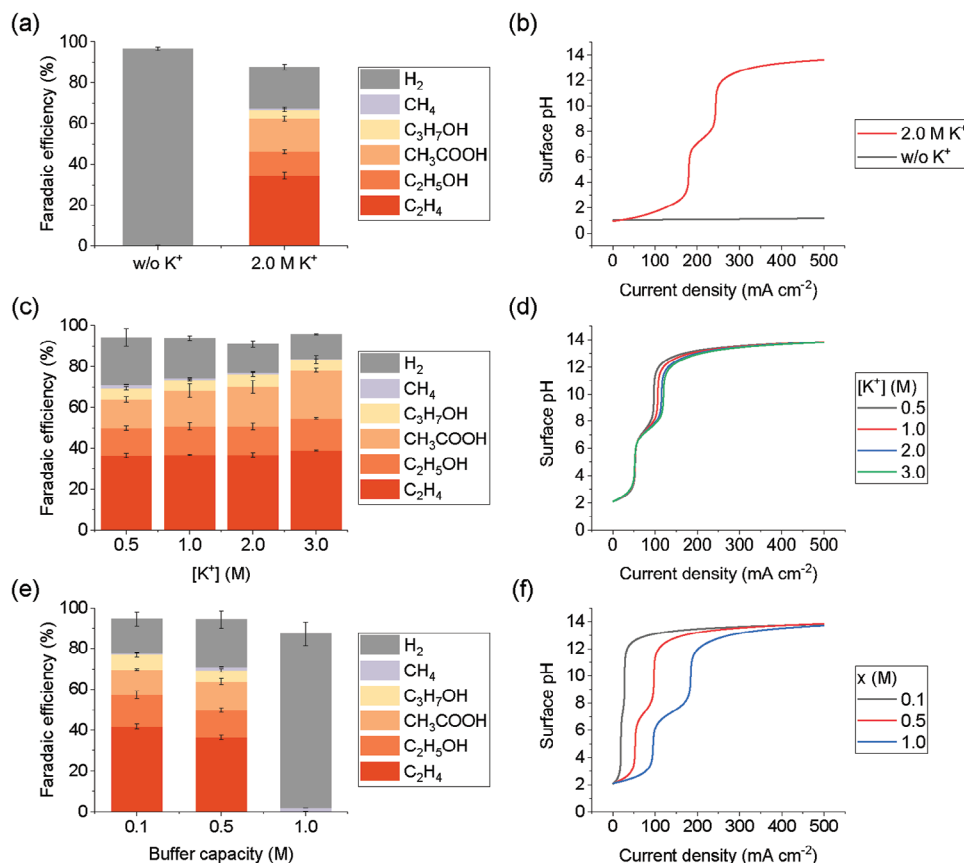 (a)
Faradaic efficiency (%)
100
80
60
40
20
0
w/o K⁺
2.0 M K⁺
H₂
CH₄
C₃H₇OH
CH₃COOH
C₂H₅OH
C₂H₄
(b)
Surface pH
14
12
10
8
6
4
2
0
0 100 200 300 400 500
Current density (mA cm⁻²)
2.0 M K⁺
w/o K⁺
(c)
Faradaic efficiency (%)
100
80
60
40
20
0
0.5 1.0 2.0 3.0
[K⁺] (M)
H₂
CH₄
C₃H₇OH
CH₃COOH
C₂H₅OH
C₂H₄
(d)
Surface pH
14
12
10
8
6
4
2
0
0 100 200 300 400 500
Current density (mA cm⁻²)
[K⁺] (M)
0.5
1.0
2.0
3.0
(e)
Faradaic efficiency (%)
100
80
60
40
20
0
0.1 0.5 1.0
Buffer capacity (M)
H₂
CH₄
C₃H₇OH
CH₃COOH
C₂H₅OH
C₂H₄
(f)
Surface pH
14
12
10
8
6
4
2
0
0 100 200 300 400 500
Current density (mA cm⁻²)
x (M)
0.1
0.5
1.0